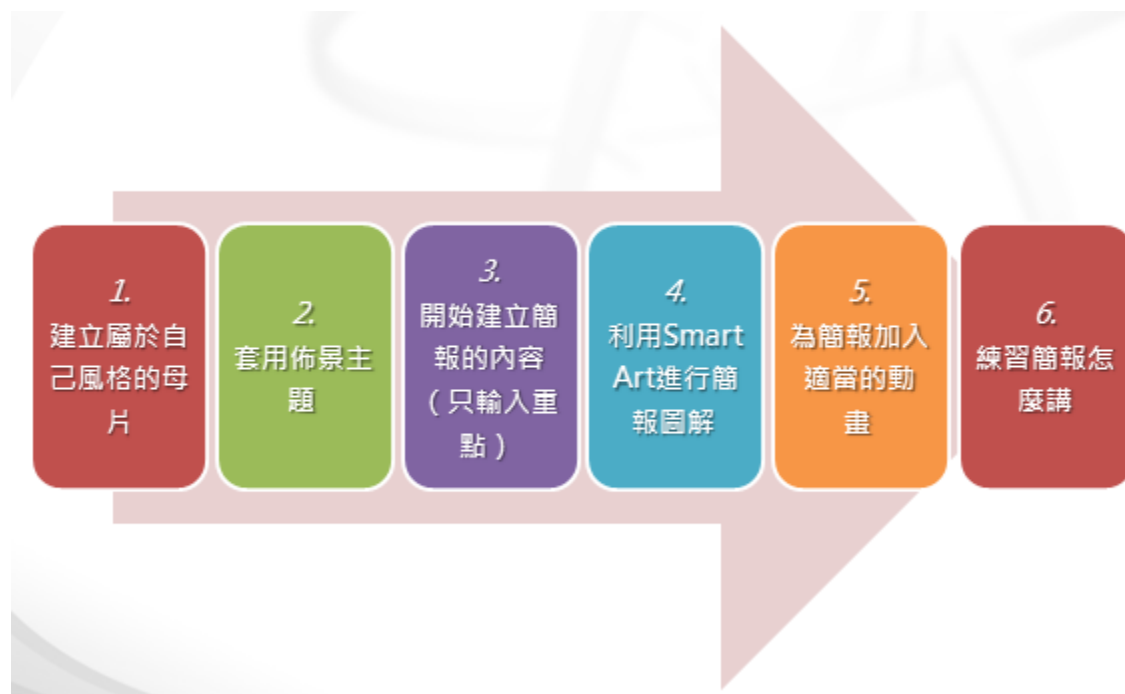 1.
建立屬於自
己風格的母
片
2.
套用佈景主
題
3.
開始建立簡
報的內容
(只輸入重
點)
4.
利用Smart
Art進行簡
報圖解
5.
為簡報加入
適當的動
畫
6.
練習簡報怎
麼講